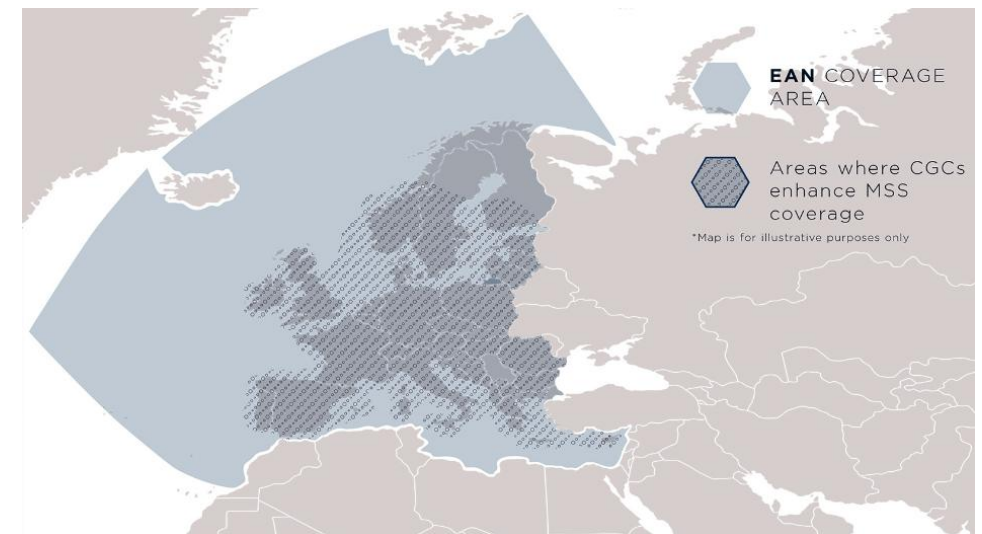 EAN COVERAGE
AREA
Areas where CGCs
enhance MSS
coverage
*Map is for illustrative purposes only